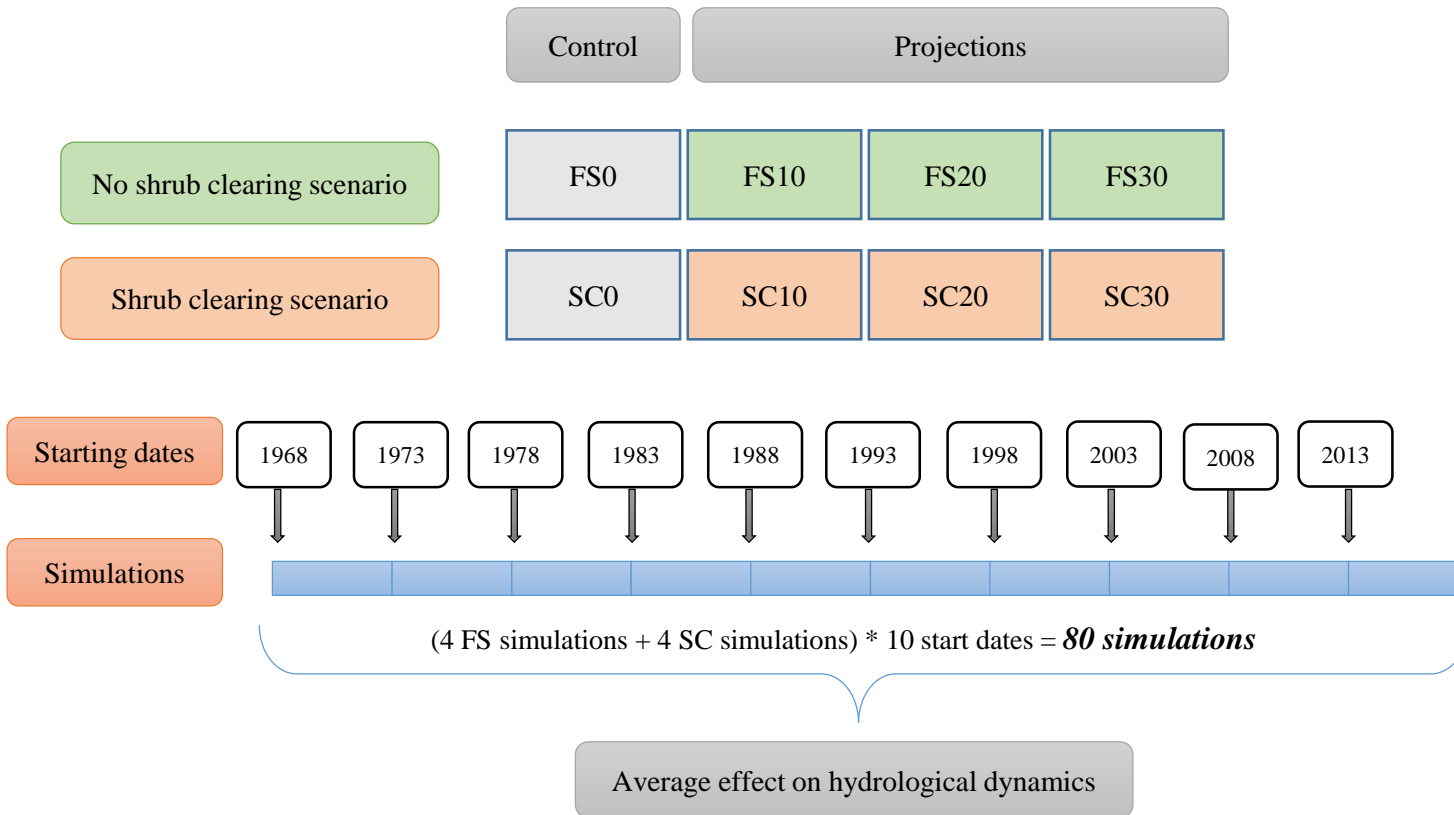 Control
Projections
No shrub clearing scenario
FS0
FS10
FS20
FS30
Shrub clearing scenario
SC0
SC10
SC20
SC30
Starting dates
1968
1973
1978
1983
1988
1993
1998
2003
2008
2013
Simulations
(4 FS simulations + 4 SC simulations) * 10 start dates = 80 simulations
Average effect on hydrological dynamics